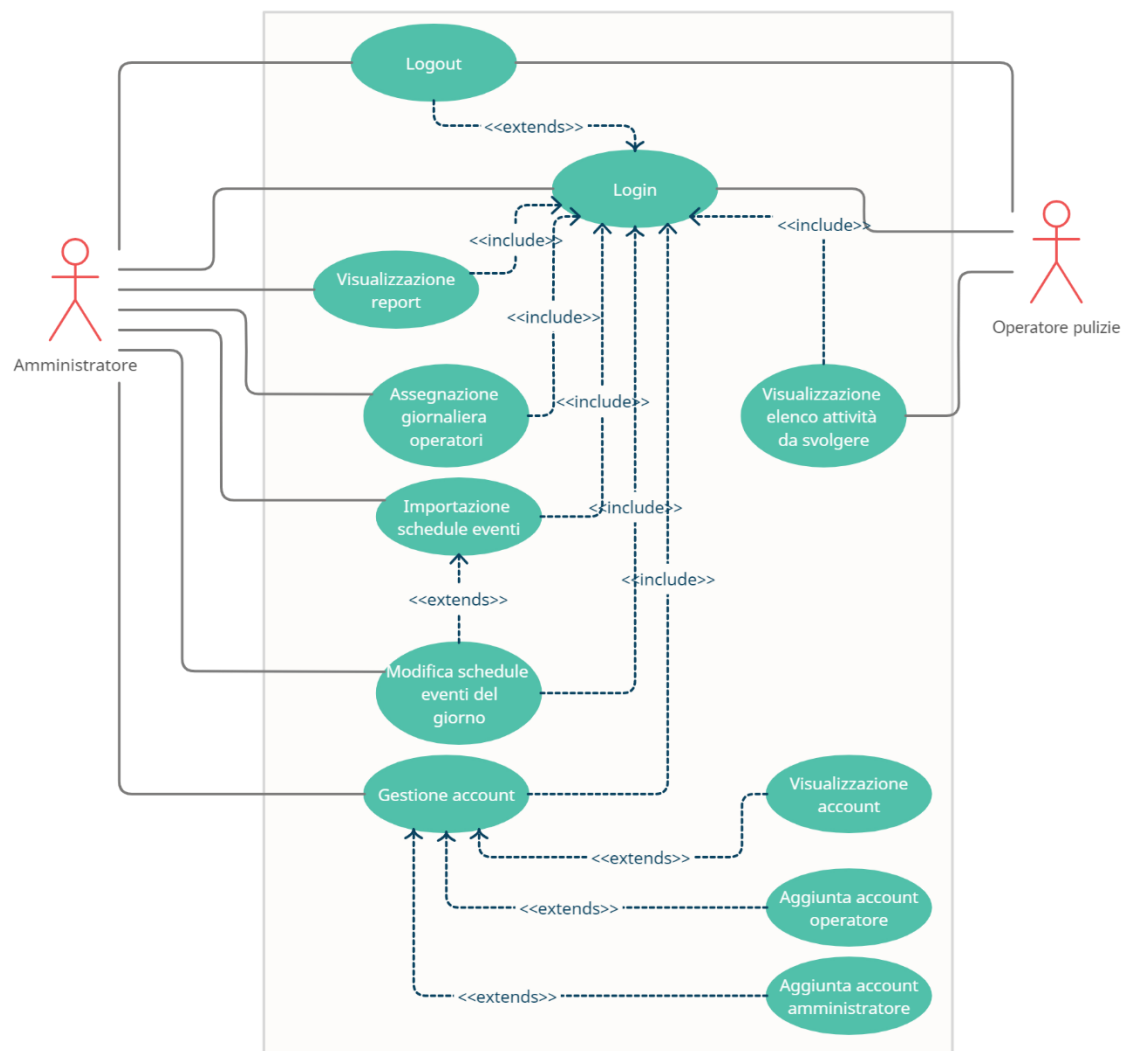 Logout
<<extends>>
Login
<<include>>
<<include>>
Visualizzazione
report
<<include>>
Amministratore
Operatore pulizie
Assegnazione
giornaliera
operatori
<<include>>
Visualizzazione
elenco attività
da svolgere
Importazione
schedule eventi
<<include>>
<<include>>
<<extends>>
Modifica schedule
eventi del
giorno
Gestione account
Visualizzazione
account
<<extends>>
Aggiunta account
operatore
<<extends>>
Aggiunta account
amministratore
<<extends>>